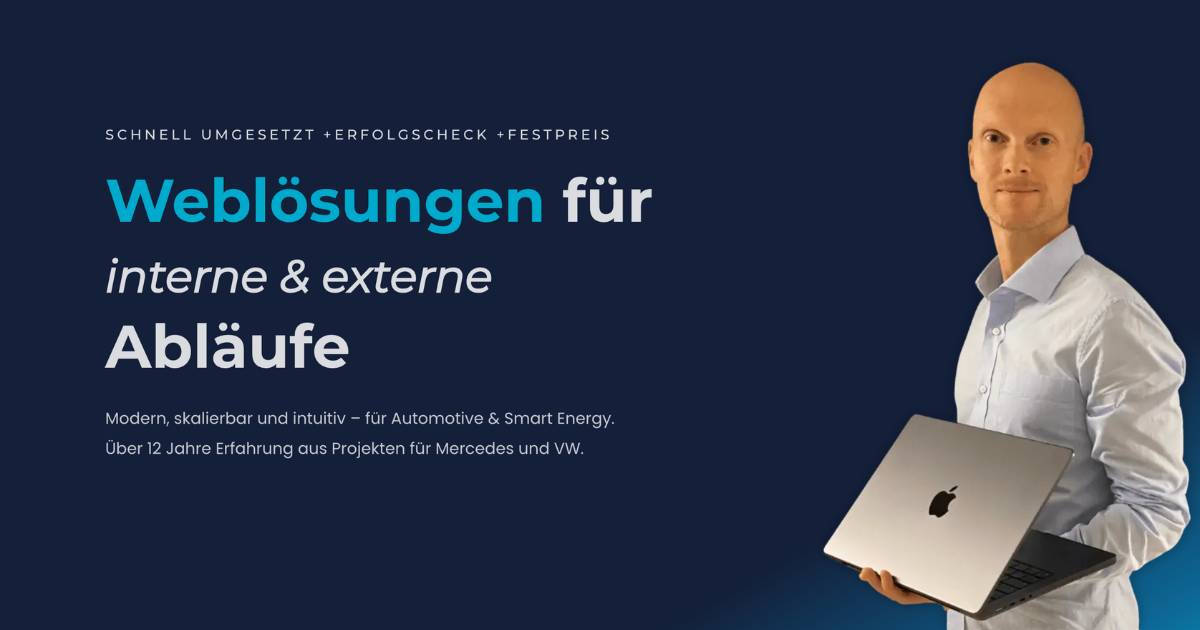 SCHNELL UMGESETZT +ERFOLGSCHECK +FESTPREIS
Weblösungen für
interne & externe
Abläufe
Modern, skalierbar und intuitiv – für Automotive & Smart Energy.
Über 12 Jahre Erfahrung aus Projekten für Mercedes und VW.